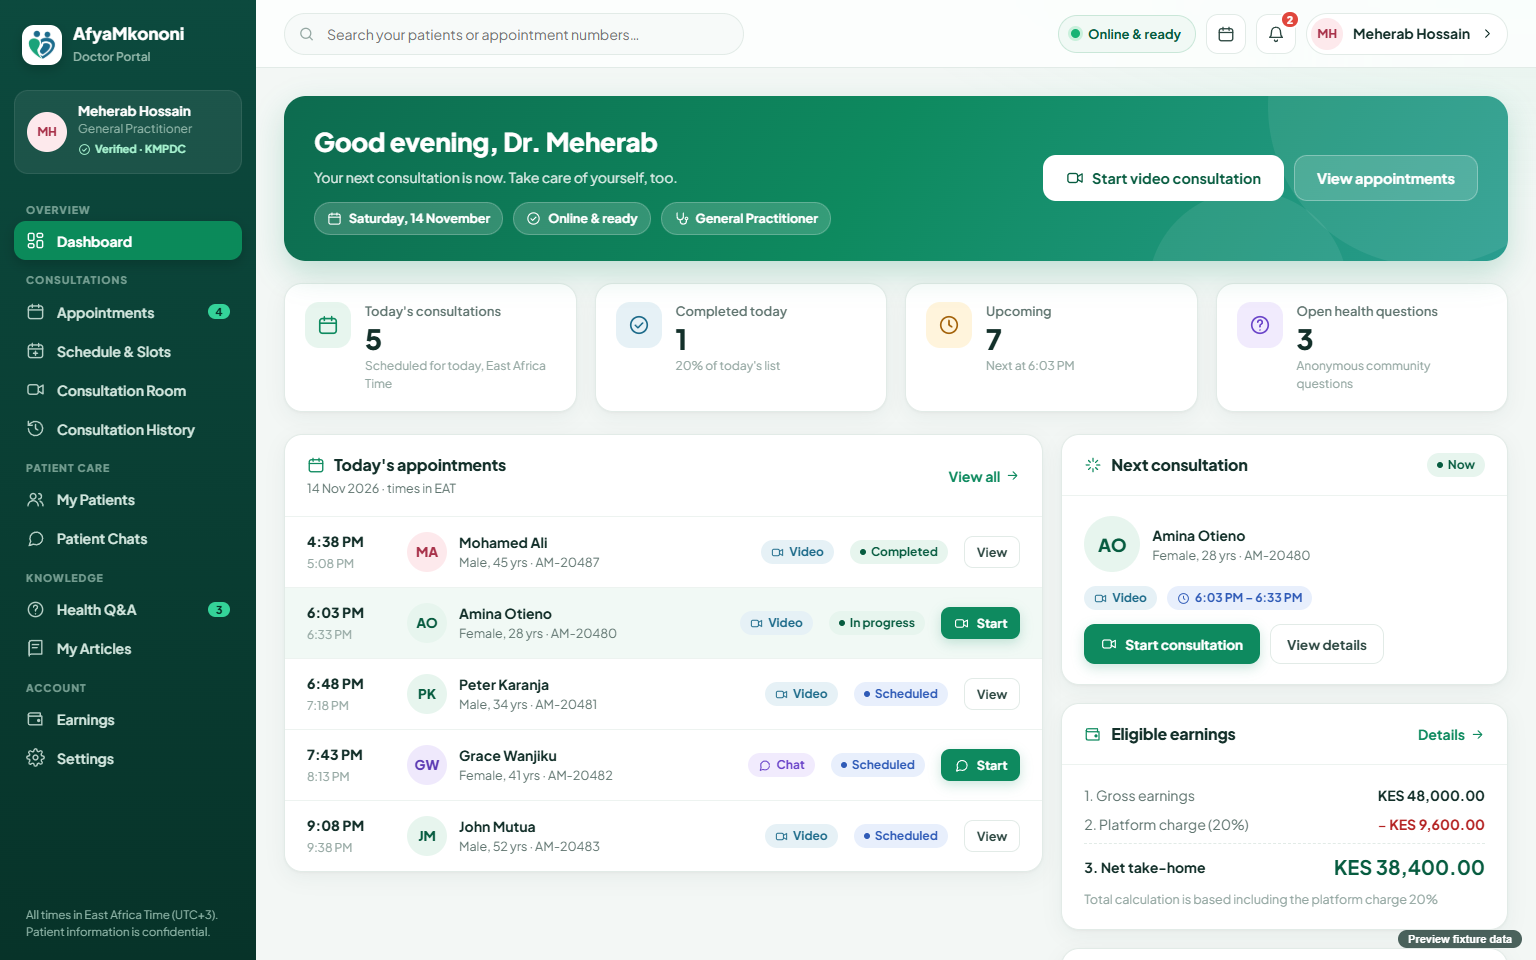 AfyaMkononi
Doctor Portal
MH
Meherab Hossain
General Practitioner
Verified · KMPDC
OVERVIEW
Dashboard
CONSULTATIONS
Appointments 4
Schedule & Slots
Consultation Room
Consultation History
PATIENT CARE
My Patients
Patient Chats
KNOWLEDGE
Health Q&A 3
My Articles
ACCOUNT
Earnings
Settings
All times in East Africa Time (UTC+3).
Patient information is confidential.
Search your patients or appointment numbers…
Online & ready
2
MH Meherab Hossain
Good evening, Dr. Meherab
Your next consultation is now. Take care of yourself, too.
Saturday, 14 November Online & ready General Practitioner
Start video consultation View appointments
Today's consultations
5
Scheduled for today, East Africa
Time
Completed today
1
20% of today's list
Upcoming
7
Next at 6:03 PM
Open health questions
3
Anonymous community
questions
Today's appointments
14 Nov 2026 · times in EAT
View all
4:38 PM
5:08 PM
MA
Mohamed Ali
Male, 45 yrs · AM-20487
Video Completed View
6:03 PM
6:33 PM
AO
Amina Otieno
Female, 28 yrs · AM-20480
Video In progress Start
6:48 PM
7:18 PM
PK
Peter Karanja
Male, 34 yrs · AM-20481
Video Scheduled View
7:43 PM
8:13 PM
GW
Grace Wanjiku
Female, 41 yrs · AM-20482
Chat Scheduled Start
9:08 PM
9:38 PM
JM
John Mutua
Male, 52 yrs · AM-20483
Video Scheduled View
Next consultation Now
AO
Amina Otieno
Female, 28 yrs · AM-20480
Video 6:03 PM – 6:33 PM
Start consultation View details
Eligible earnings Details
1. Gross earnings KES 48,000.00
2. Platform charge (20%) – KES 9,600.00
3. Net take-home KES 38,400.00
Total calculation is based including the platform charge 20%
Preview fixture data